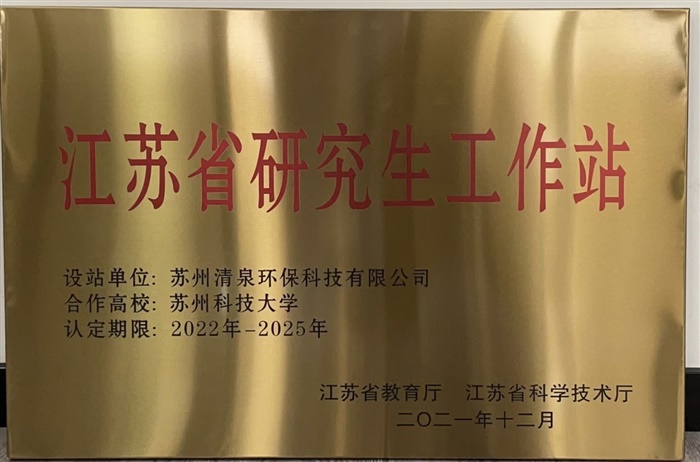 江苏省研究生工作站
设站单位: 苏州清泉环保科技有限公司
合作高校: 苏州科技大学
认定期限: 2022年-2025年
江苏省教育厅 江苏省科学技术厅
二〇二一年十二月